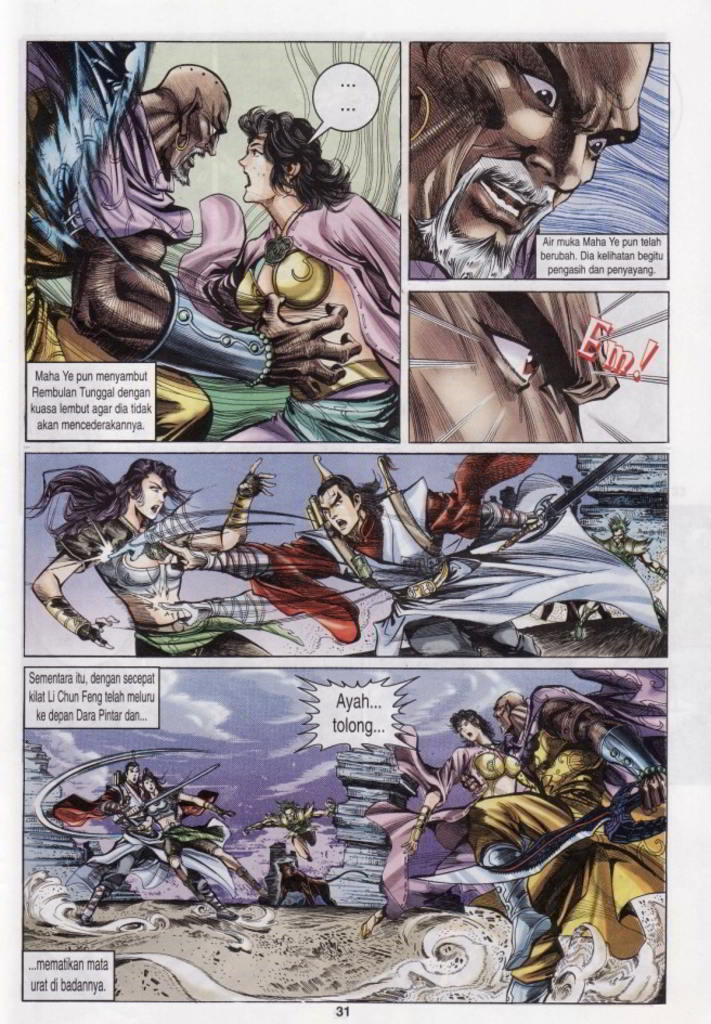 ...
...
Maha Ye pun menyambut
Rembulan Tunggal dengan
kuasa lembut agar dia tidak
akan mencederakannya.
Air muka Maha Ye pun telah
berubah. Dia kelihatan begitu
pengasih dan penyayang.
Em!
Sementara itu, dengan secepat
kilat Li Chun Feng telah meluru
ke depan Dara Pintar dan...
Ayah...
tolong...
...mematikan mata
urat di badannya.
31